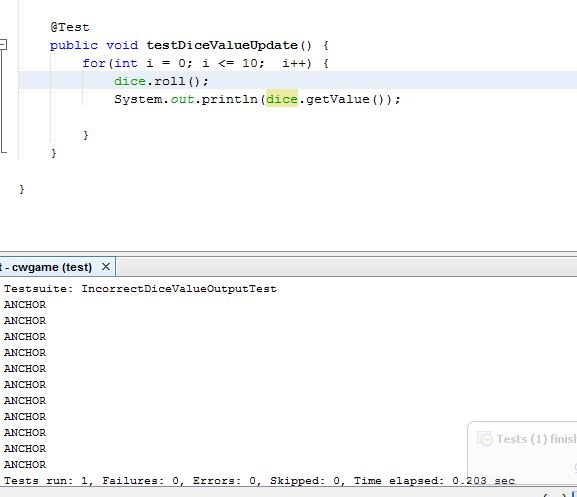 @Test
public void testDiceValueUpdate() {
for(int i = 0; i <= 10;  i++) {
dice.roll();
System.out.println(dice.getValue());
}
}
}
t - cwgame (test)
Testsuite: IncorrectDiceValueOutputTest
ANCHOR
ANCHOR
ANCHOR
ANCHOR
ANCHOR
ANCHOR
ANCHOR
ANCHOR
ANCHOR
ANCHOR
ANCHOR
Tests (1) finish
Tests run: 1, Failures: 0, Errors: 0, Skipped: 0, Time elapsed: 0.203 sec